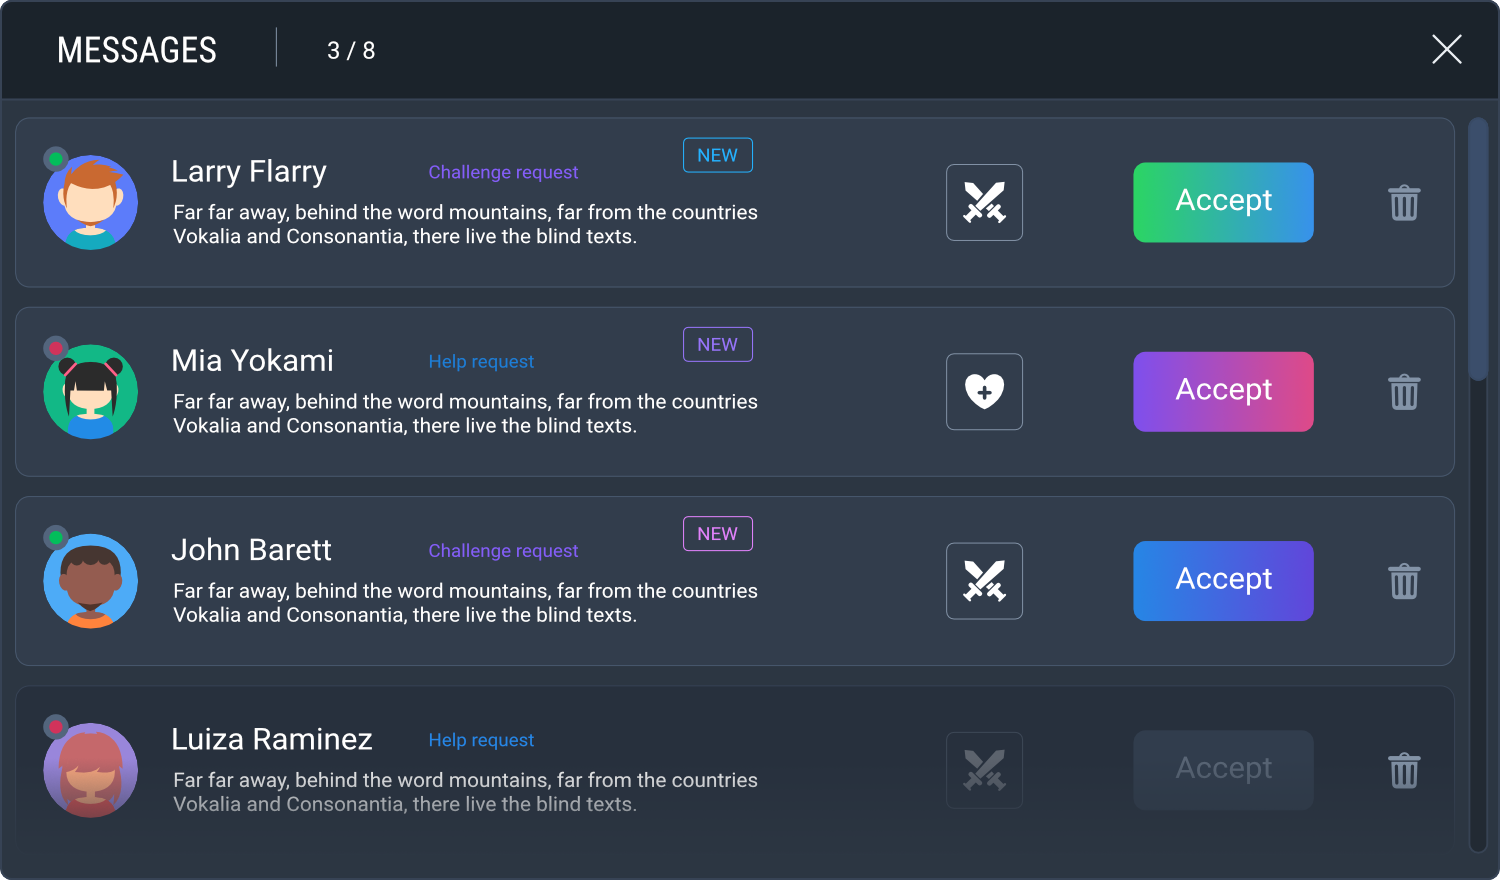 MESSAGES 3 / 8
Larry Flarry Challenge request NEW
Far far away, behind the word mountains, far from the countries
Vokalia and Consonantia, there live the blind texts.
Accept
Mia Yokami Help request NEW
Far far away, behind the word mountains, far from the countries
Vokalia and Consonantia, there live the blind texts.
Accept
John Barett Challenge request NEW
Far far away, behind the word mountains, far from the countries
Vokalia and Consonantia, there live the blind texts.
Accept
Luiza Raminez Help request
Far far away, behind the word mountains, far from the countries
Vokalia and Consonantia, there live the blind texts.
Accept